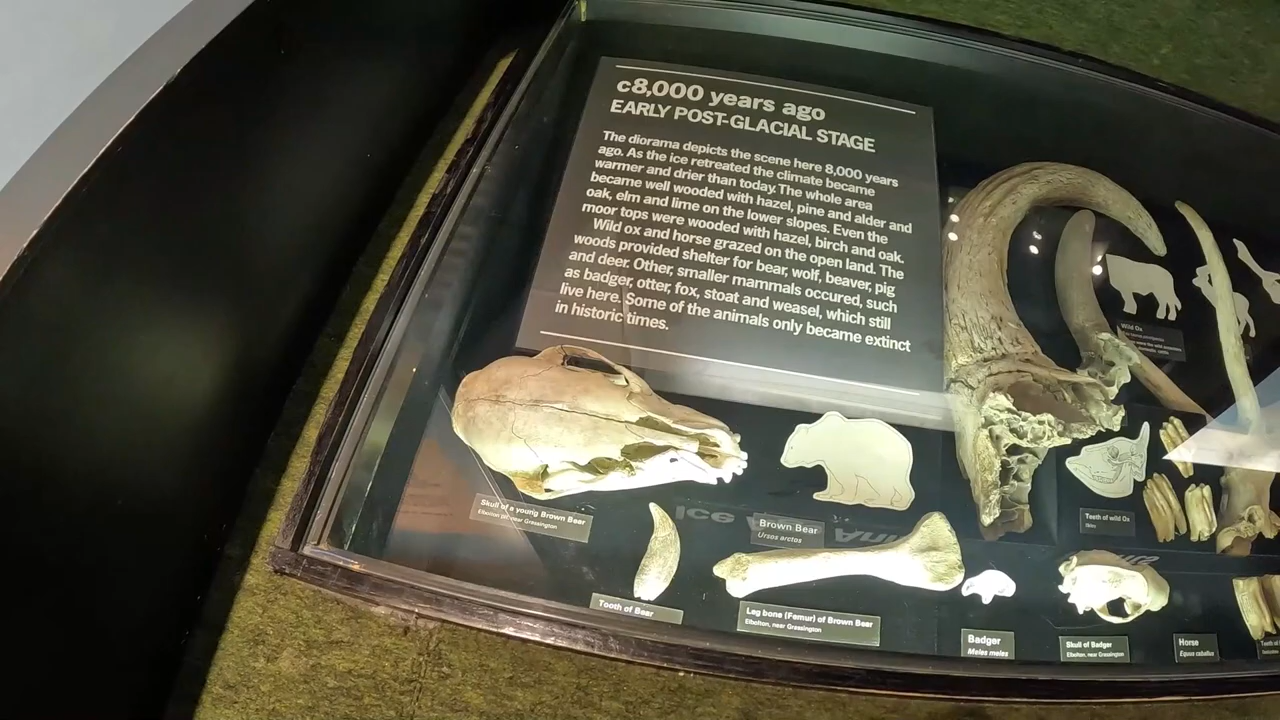 c8,000 years ago
EARLY POST-GLACIAL STAGE
The diorama depicts the scene here 8,000 years
ago. As the ice retreated the climate became
warmer and drier than today. The whole area
became well wooded with hazel, pine and alder and
oak, elm and lime on the lower slopes. Even the
moor tops were wooded with hazel, birch and oak.
Wild ox and horse grazed on the open land. The
woods provided shelter for bear, wolf, beaver, pig
and deer. Other, smaller mammals occured, such
as badger, otter, fox, stoat and weasel, which still
live here. Some of the animals only became extinct
in historic times.
Wild Ox
Skull of a young Brown Bear
Elbolton pit, near Grassington
Brown Bear
Ursos arctos
Teeth of wild Ox
Tooth of Bear
Leg bone (Femur) of Brown Bear
Elbolton, near Grassington
Badger
Meles meles
Skull of Badger
Elbolton, near Grassington
Horse
Equus caballus